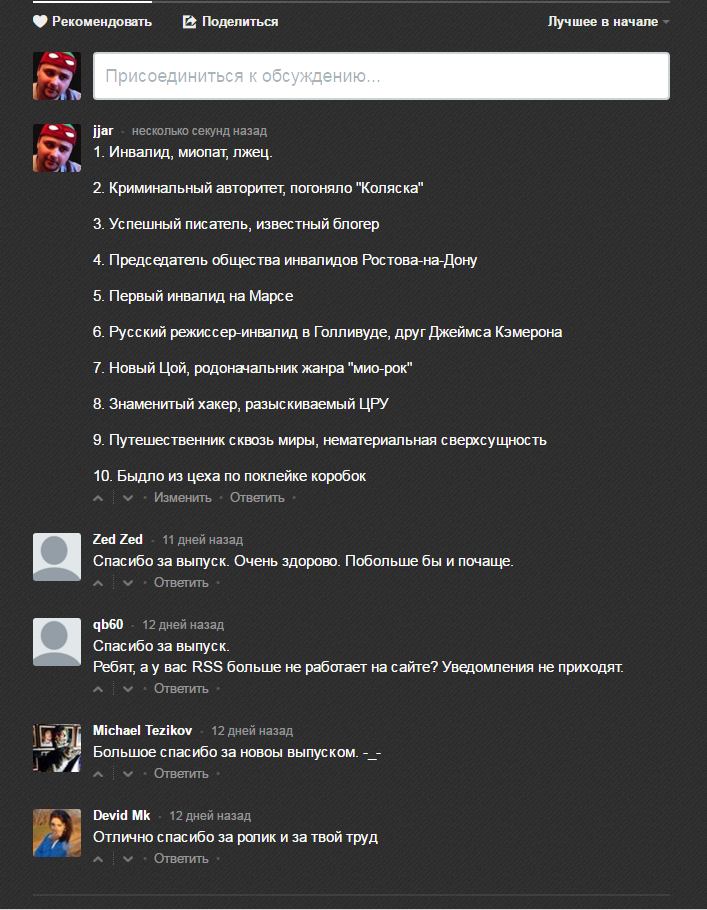 Рекомендовать Поделиться Лучшее в начале
Присоединиться к обсуждению...
jjar · несколько секунд назад
1. Инвалид, миопат, лжец.
2. Криминальный авторитет, погоняло "Коляска"
3. Успешный писатель, известный блогер
4. Председатель общества инвалидов Ростова-на-Дону
5. Первый инвалид на Марсе
6. Русский режиссер-инвалид в Голливуде, друг Джеймса Кэмерона
7. Новый Цой, родоначальник жанра "мио-рок"
8. Знаменитый хакер, разыскиваемый ЦРУ
9. Путешественник сквозь миры, нематериальная сверхсущность
10. Быдло из цеха по поклейке коробок
· Изменить · Ответить ·
Zed Zed · 11 дней назад
Спасибо за выпуск. Очень здорово. Побольше бы и почаще.
· Ответить ·
qb60 · 12 дней назад
Спасибо за выпуск.
Ребят, а у вас RSS больше не работает на сайте? Уведомления не приходят.
· Ответить ·
Michael Tezikov · 12 дней назад
Большое спасибо за новоы выпуском. -_-
· Ответить ·
Devid Mk · 12 дней назад
Отлично спасибо за ролик и за твой труд
· Ответить ·